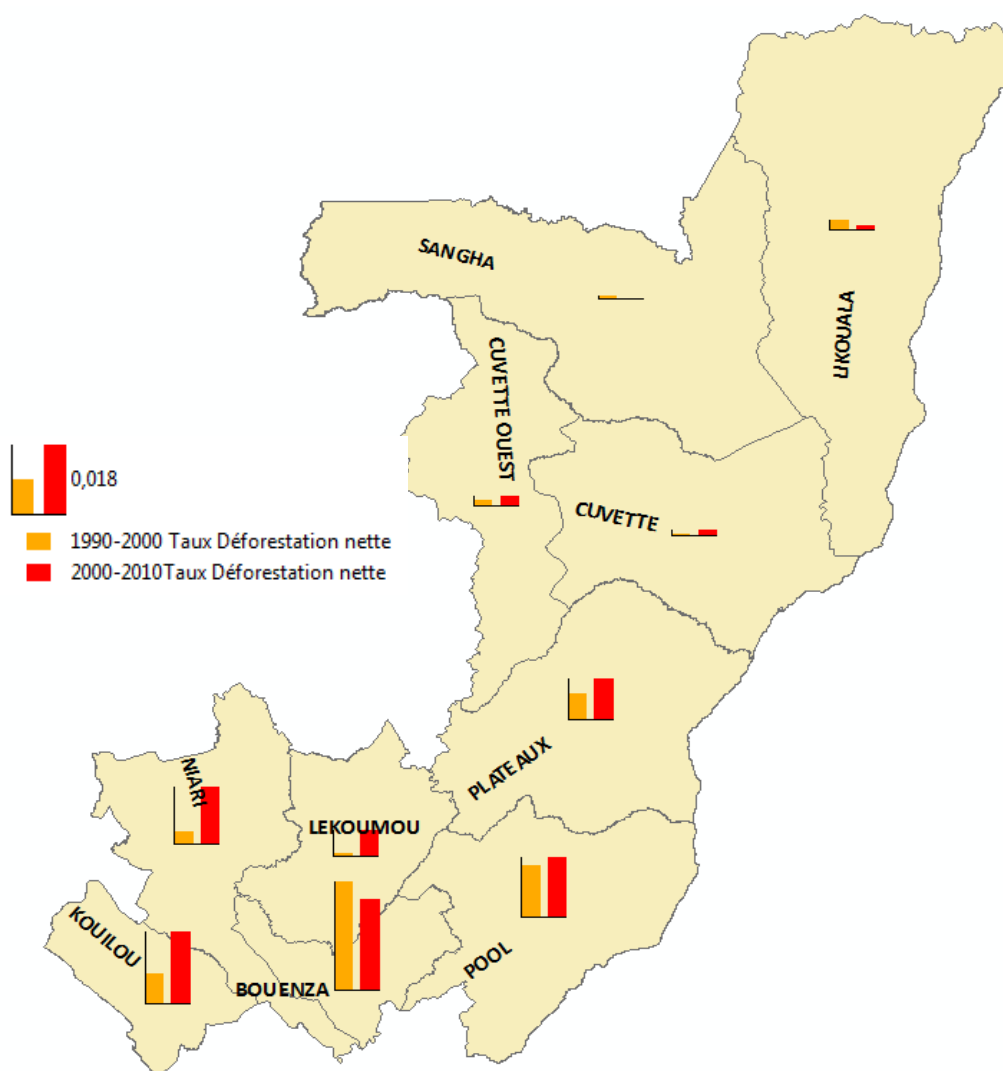 SANGHA
LIKOUALA
CUVETTE OUEST
0,018
CUVETTE
1990-2000 Taux Déforestation nette
2000-2010Taux Déforestation nette
PLATEAUX
NIARI
LEKOUMOU
KOUILOU
BOUENZA
POOL